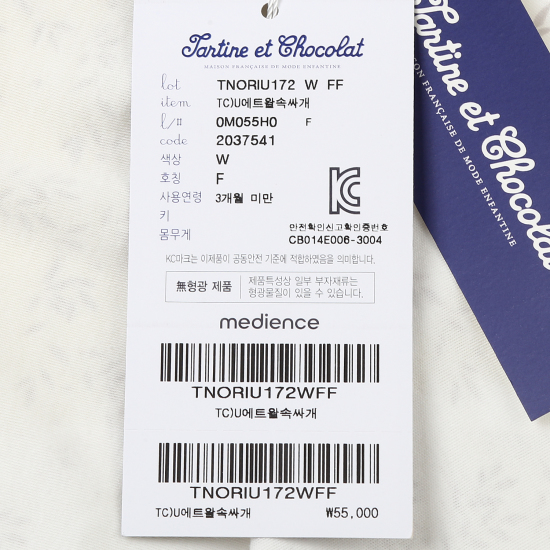 Tartine et Chocolat
MAISON FRANÇAISE DE MODE ENFANTINE
lot TNORIU172 W FF
item TC)U에트왈속싸개
l/# 0M055H0 F
code 2037541
색상 W
호칭 F
사용연령 3개월 미만
키
몸무게
KC
안전확인신고확인증번호
CB014E006-3004
KC마크는 이제품이 공통안전 기준에 적합하였음을 의미합니다.
無형광 제품
제품특성상 일부 부자재류는
형광물질이 있을 수 있습니다.
medience
TNORIU172WFF
TC)U에트왈속싸개
TNORIU172WFF
TC)U에트왈속싸개 ₩55,000
Tartine et Chocolat
MAISON FRANÇAISE DE MODE ENFANTINE